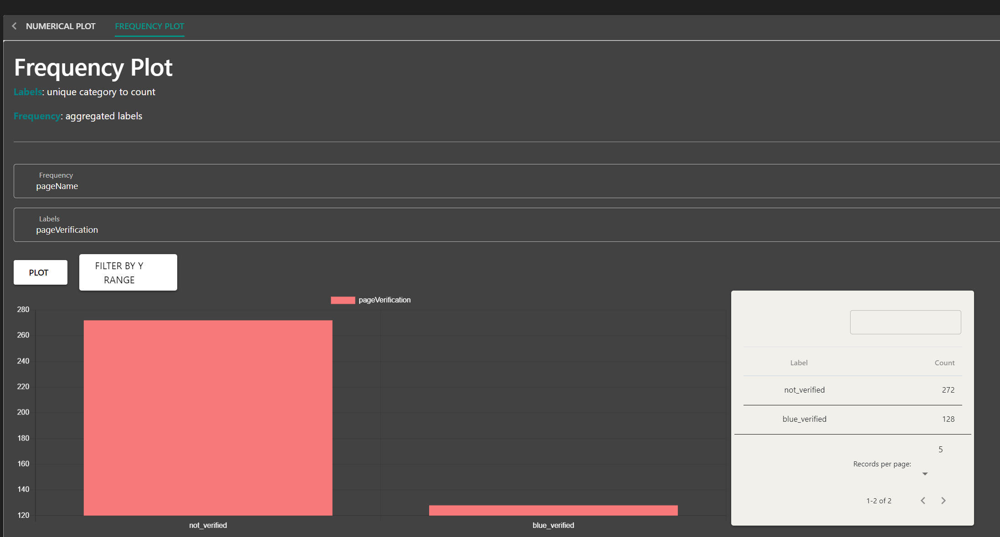 NUMERICAL PLOT FREQUENCY PLOT
Frequency Plot
Labels: unique category to count
Frequency: aggregated labels
Frequency
pageName
Labels
pageVerification
PLOT
FILTER BY Y
RANGE
pageVerification
280
260
240
220
200
180
160
140
120
not_verified blue_verified
Label Count
not_verified 272
blue_verified 128
5
Records per page:
1-2 of 2